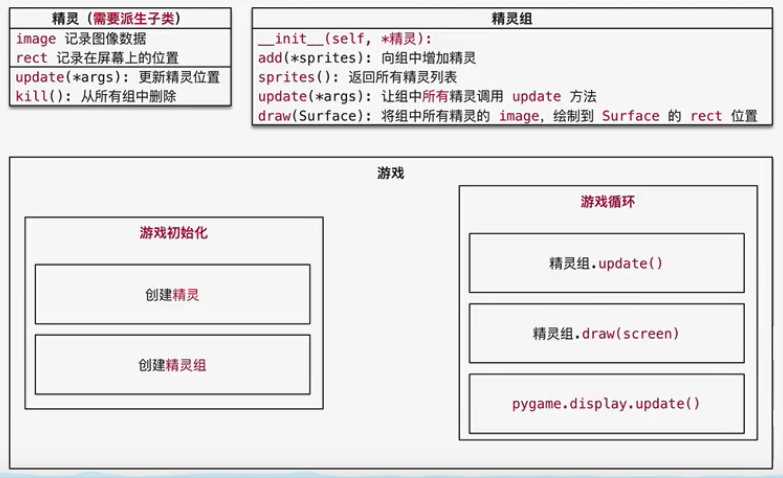 精灵（需要派生子类）
image 记录图像数据
rect 记录在屏幕上的位置
update(*args): 更新精灵位置
kill(): 从所有组中删除
精灵组
__init__(self, *精灵):
add(*sprites): 向组中增加精灵
sprites(): 返回所有精灵列表
update(*args): 让组中所有精灵调用 update 方法
draw(Surface): 将组中所有精灵的 image，绘制到 Surface 的 rect 位置
游戏
游戏初始化
创建精灵
创建精灵组
游戏循环
精灵组.update()
精灵组.draw(screen)
pygame.display.update()